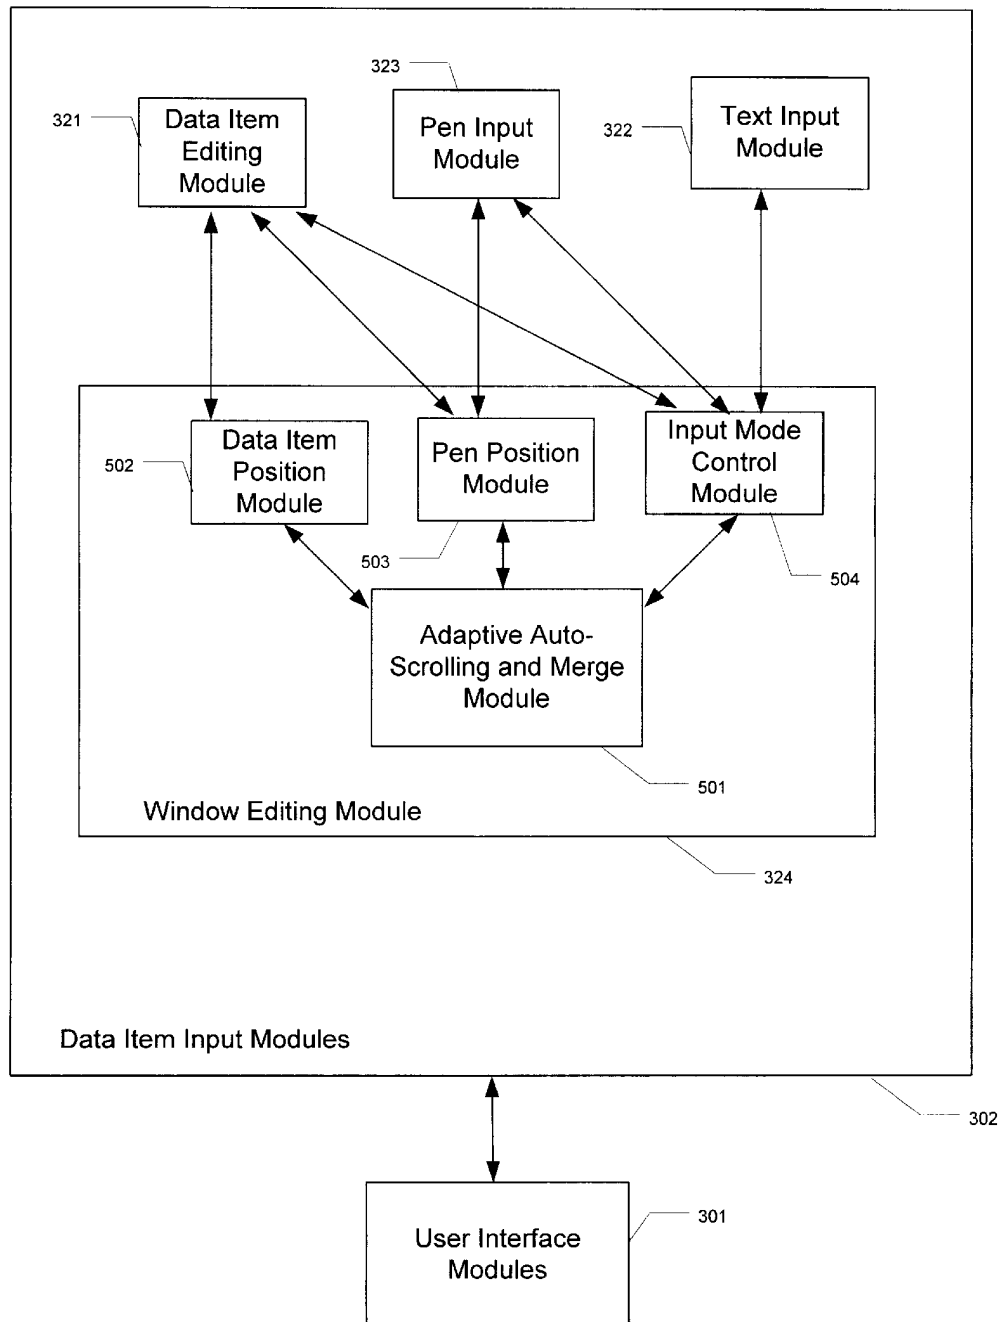 323
321
Data Item
Editing
Module
Pen Input
Module
322
Text Input
Module
502
Data Item
Position
Module
Pen Position
Module
Input Mode
Control
Module
503
504
Adaptive Auto-
Scrolling and Merge
Module
501
Window Editing Module
324
Data Item Input Modules
302
301
User Interface
Modules